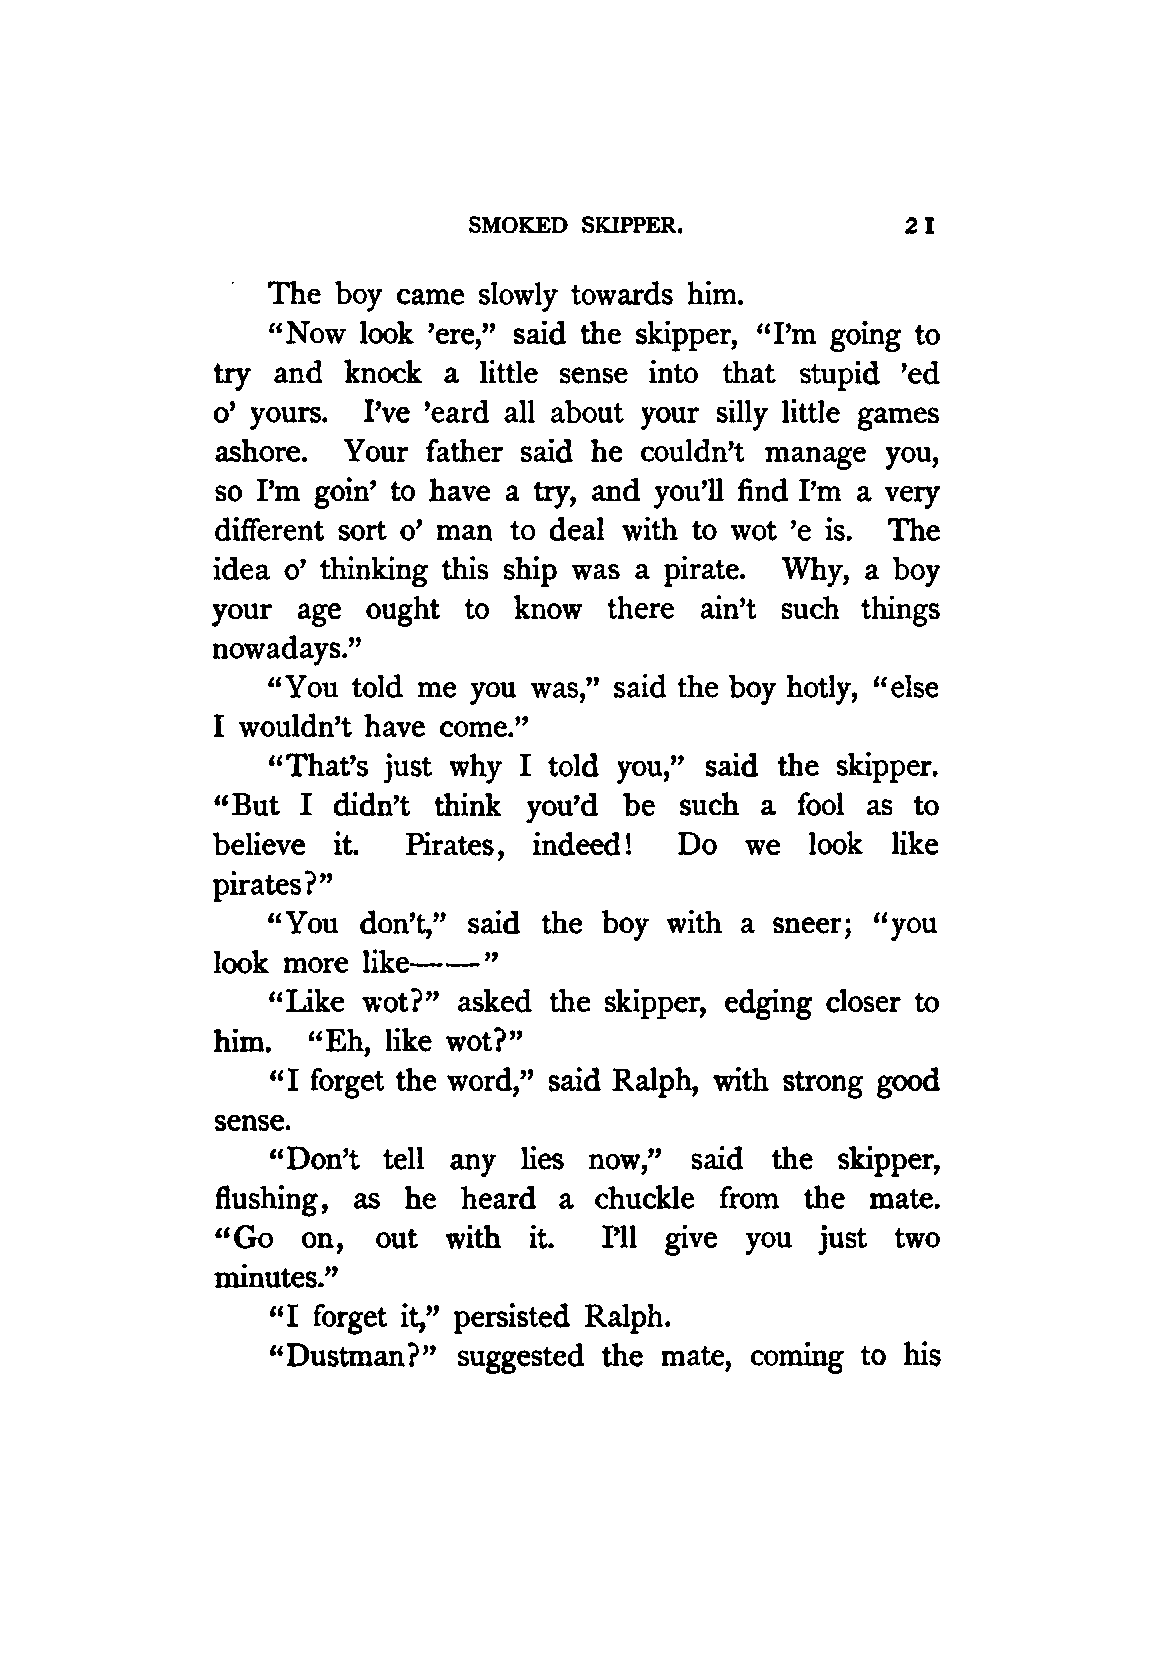 SMOKED SKIPPER. 21
The boy came slowly towards him.
“Now look ’ere,” said the skipper, “I’m going to
try and knock a little sense into that stupid ’ed
o’ yours. I’ve ’eard all about your silly little games
ashore. Your father said he couldn’t manage you,
so I’m goin’ to have a try, and you’ll find I’m a very
different sort o’ man to deal with to wot ’e is. The
idea o’ thinking this ship was a pirate. Why, a boy
your age ought to know there ain’t such things
nowadays.”
“You told me you was,” said the boy hotly, “else
I wouldn’t have come.”
“That’s just why I told you,” said the skipper.
“But I didn’t think you’d be such a fool as to
believe it. Pirates, indeed! Do we look like
pirates?”
“You don’t,” said the boy with a sneer; “you
look more like——”
“Like wot?” asked the skipper, edging closer to
him. “Eh, like wot?”
“I forget the word,” said Ralph, with strong good
sense.
“Don’t tell any lies now,” said the skipper,
flushing, as he heard a chuckle from the mate.
“Go on, out with it. I’ll give you just two
minutes.”
“I forget it,” persisted Ralph.
“Dustman?” suggested the mate, coming to his